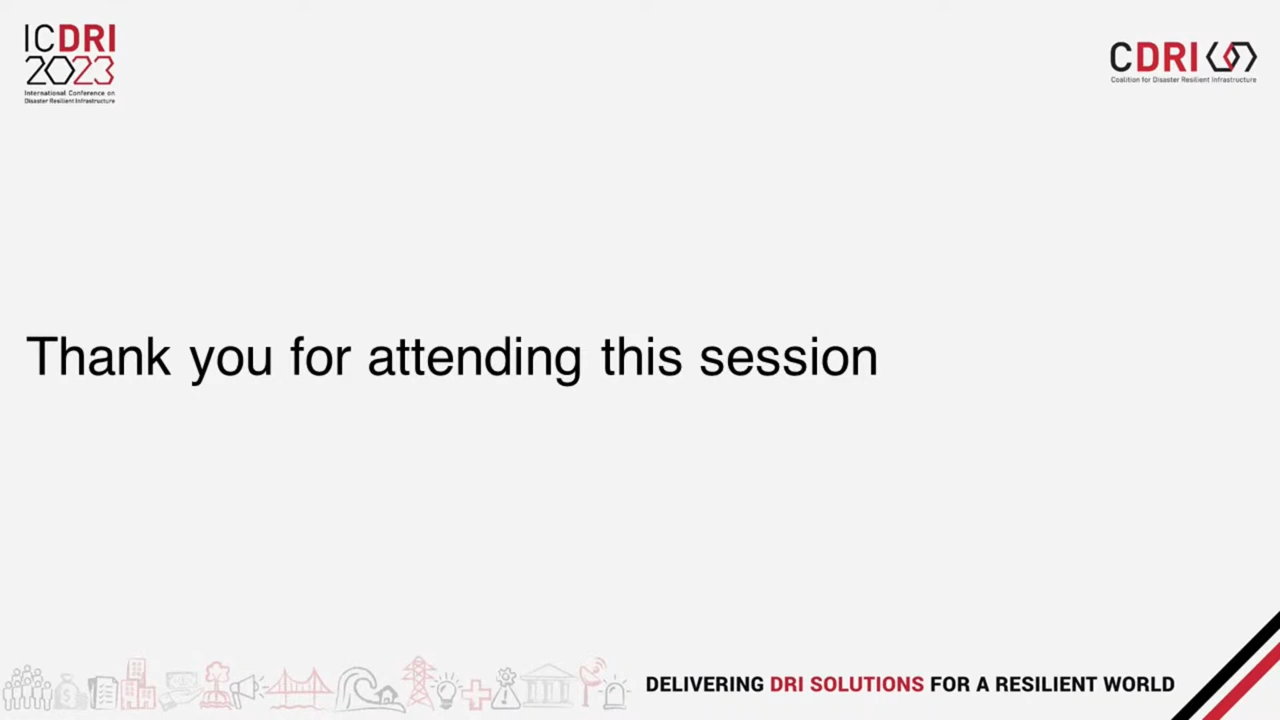 ICDRI
2023
International Conference on
Disaster Resilient Infrastructure
CDRI
Coalition for Disaster Resilient Infrastructure
Thank you for attending this session
DELIVERING DRI SOLUTIONS FOR A RESILIENT WORLD